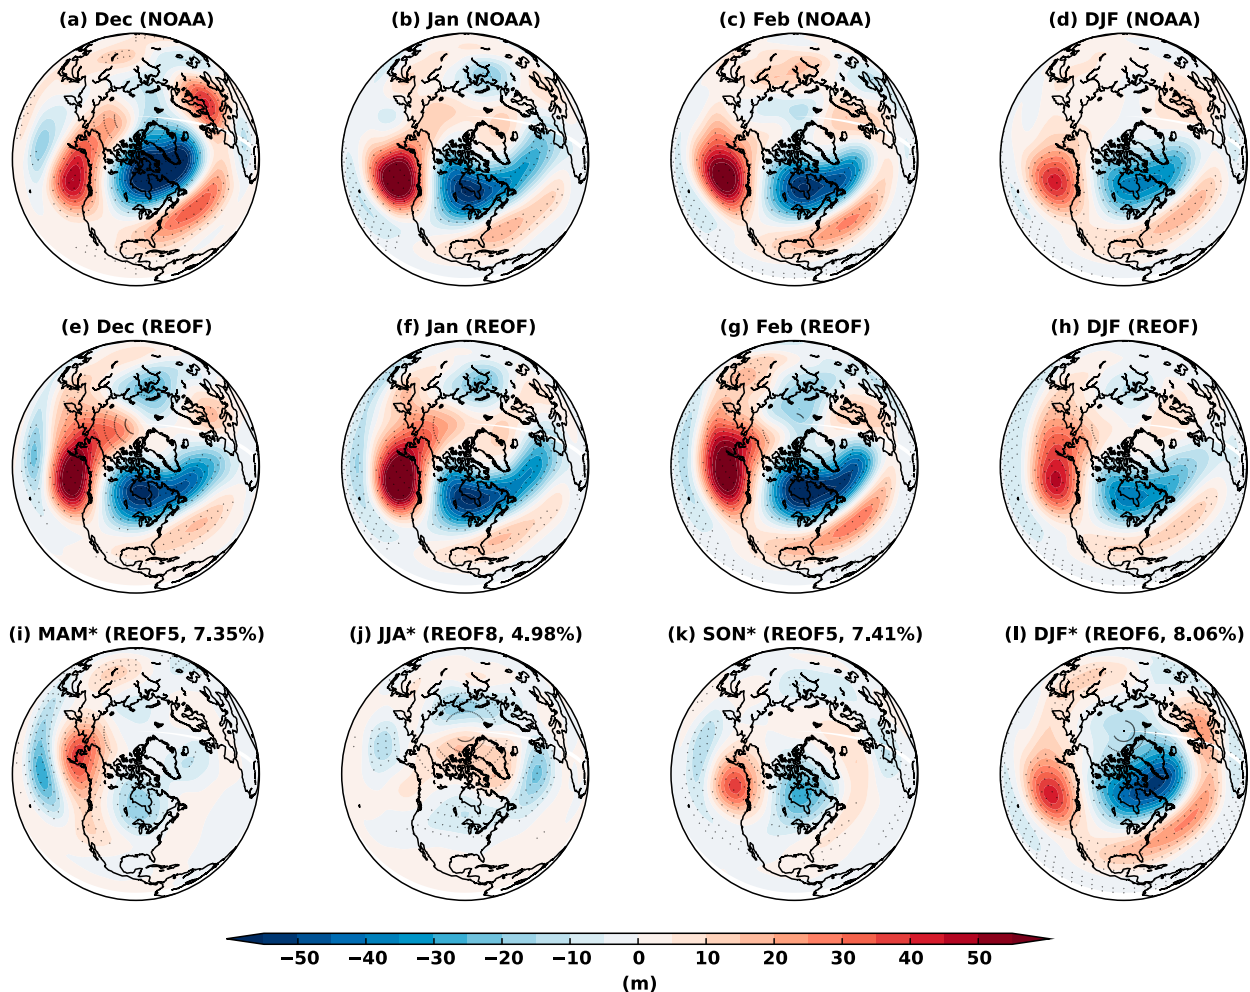 (a) Dec (NOAA) (b) Jan (NOAA) (c) Feb (NOAA) (d) DJF (NOAA)
(e) Dec (REOF) (f) Jan (REOF) (g) Feb (REOF) (h) DJF (REOF)
(i) MAM* (REOF5, 7.35%) (j) JJA* (REOF8, 4.98%) (k) SON* (REOF5, 7.41%) (l) DJF* (REOF6, 8.06%)
−50 −40 −30 −20 −10 0 10 20 30 40 50
(m)